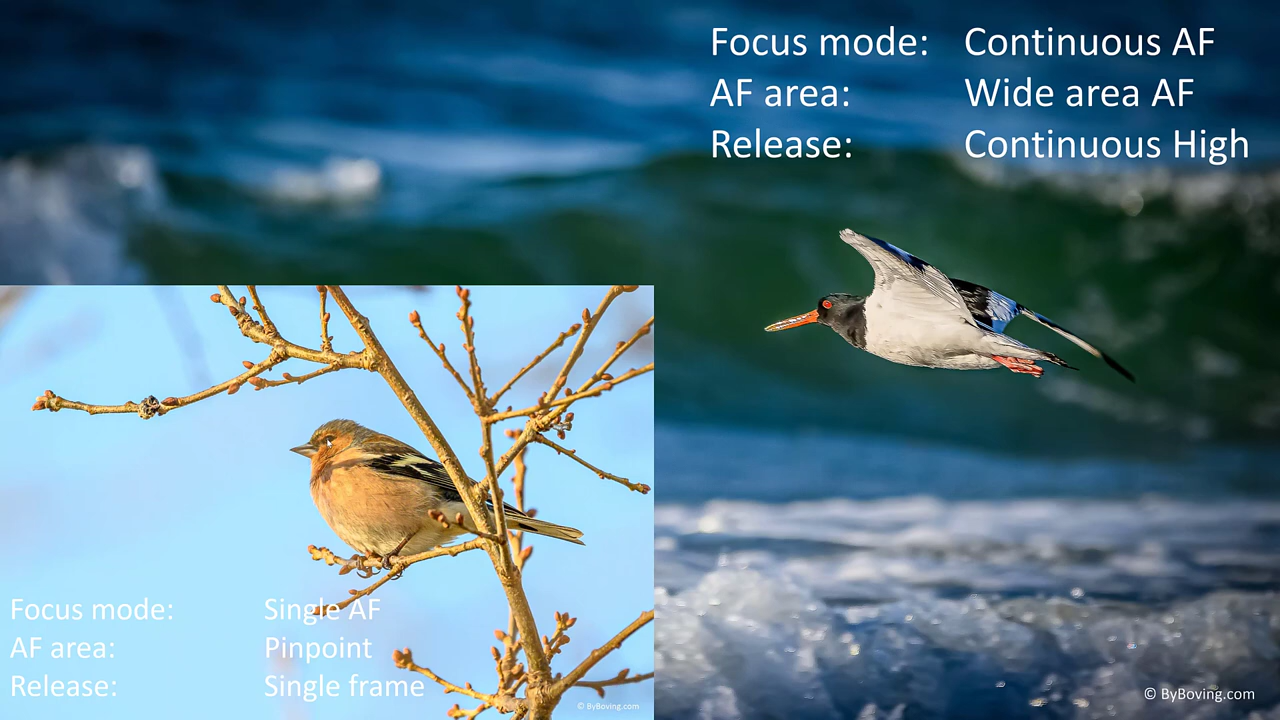 Focus mode: Continuous AF
AF area: Wide area AF
Release: Continuous High
Focus mode: Single AF
AF area: Pinpoint
Release: Single frame
© ByBoving.com
© ByBoving.com